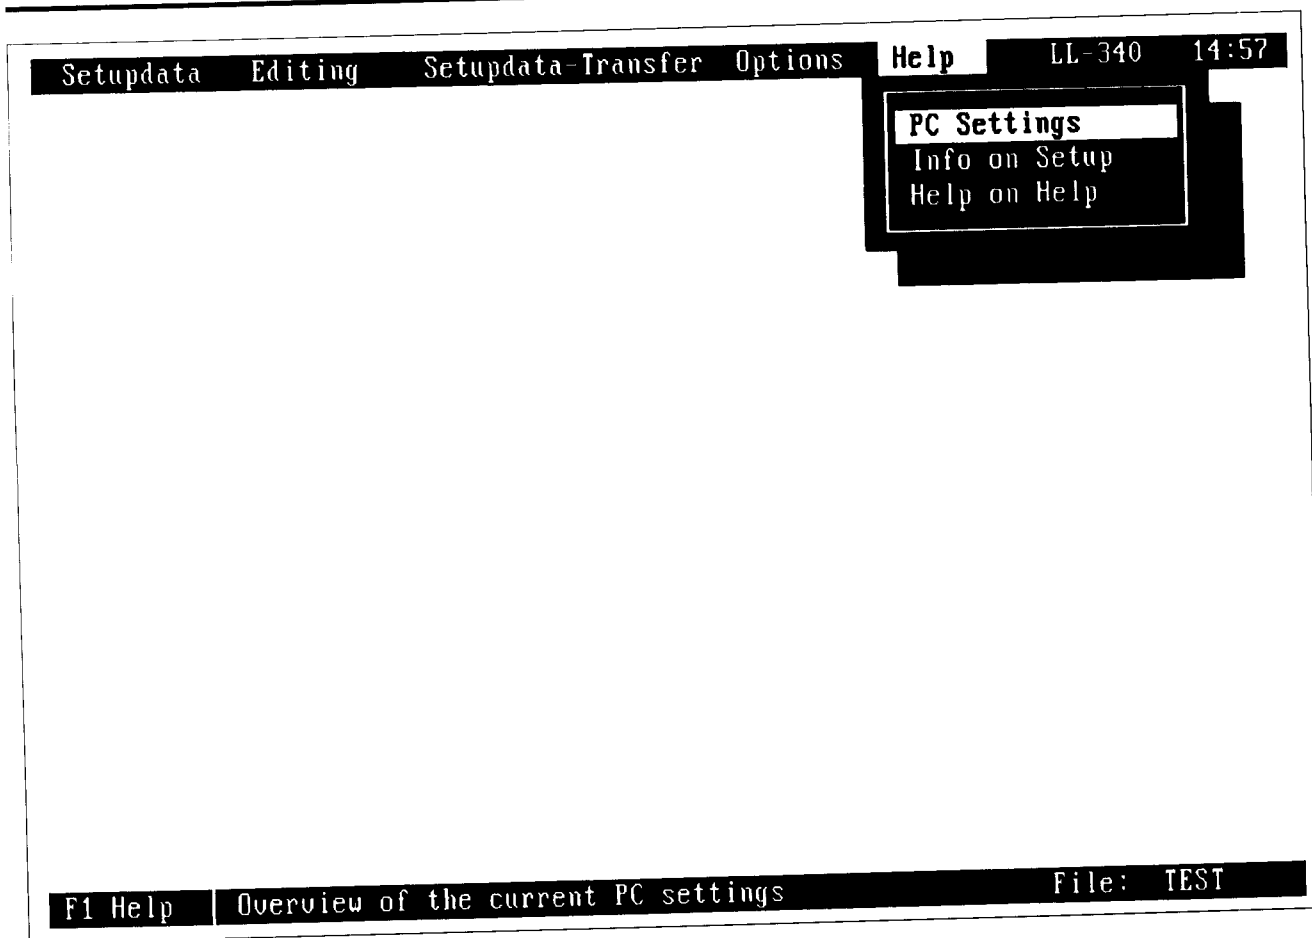 Setupdata Editing Setupdata-Transfer Options Help LL-340 14:57
PC Settings
Info on Setup
Help on Help
F1 Help Overview of the current PC settings File: TEST